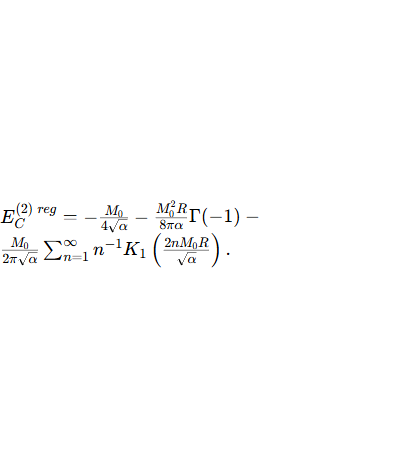 $E_C^{(2)\ reg} = -\frac{M_0}{4\sqrt{\alpha}} - \frac{M_0^2 R}{8\pi\alpha}\Gamma(-1) -$
$\frac{M_0}{2\pi\sqrt{\alpha}} \sum_{n=1}^{\infty} n^{-1} K_1 \left( \frac{2nM_0R}{\sqrt{\alpha}} \right).$